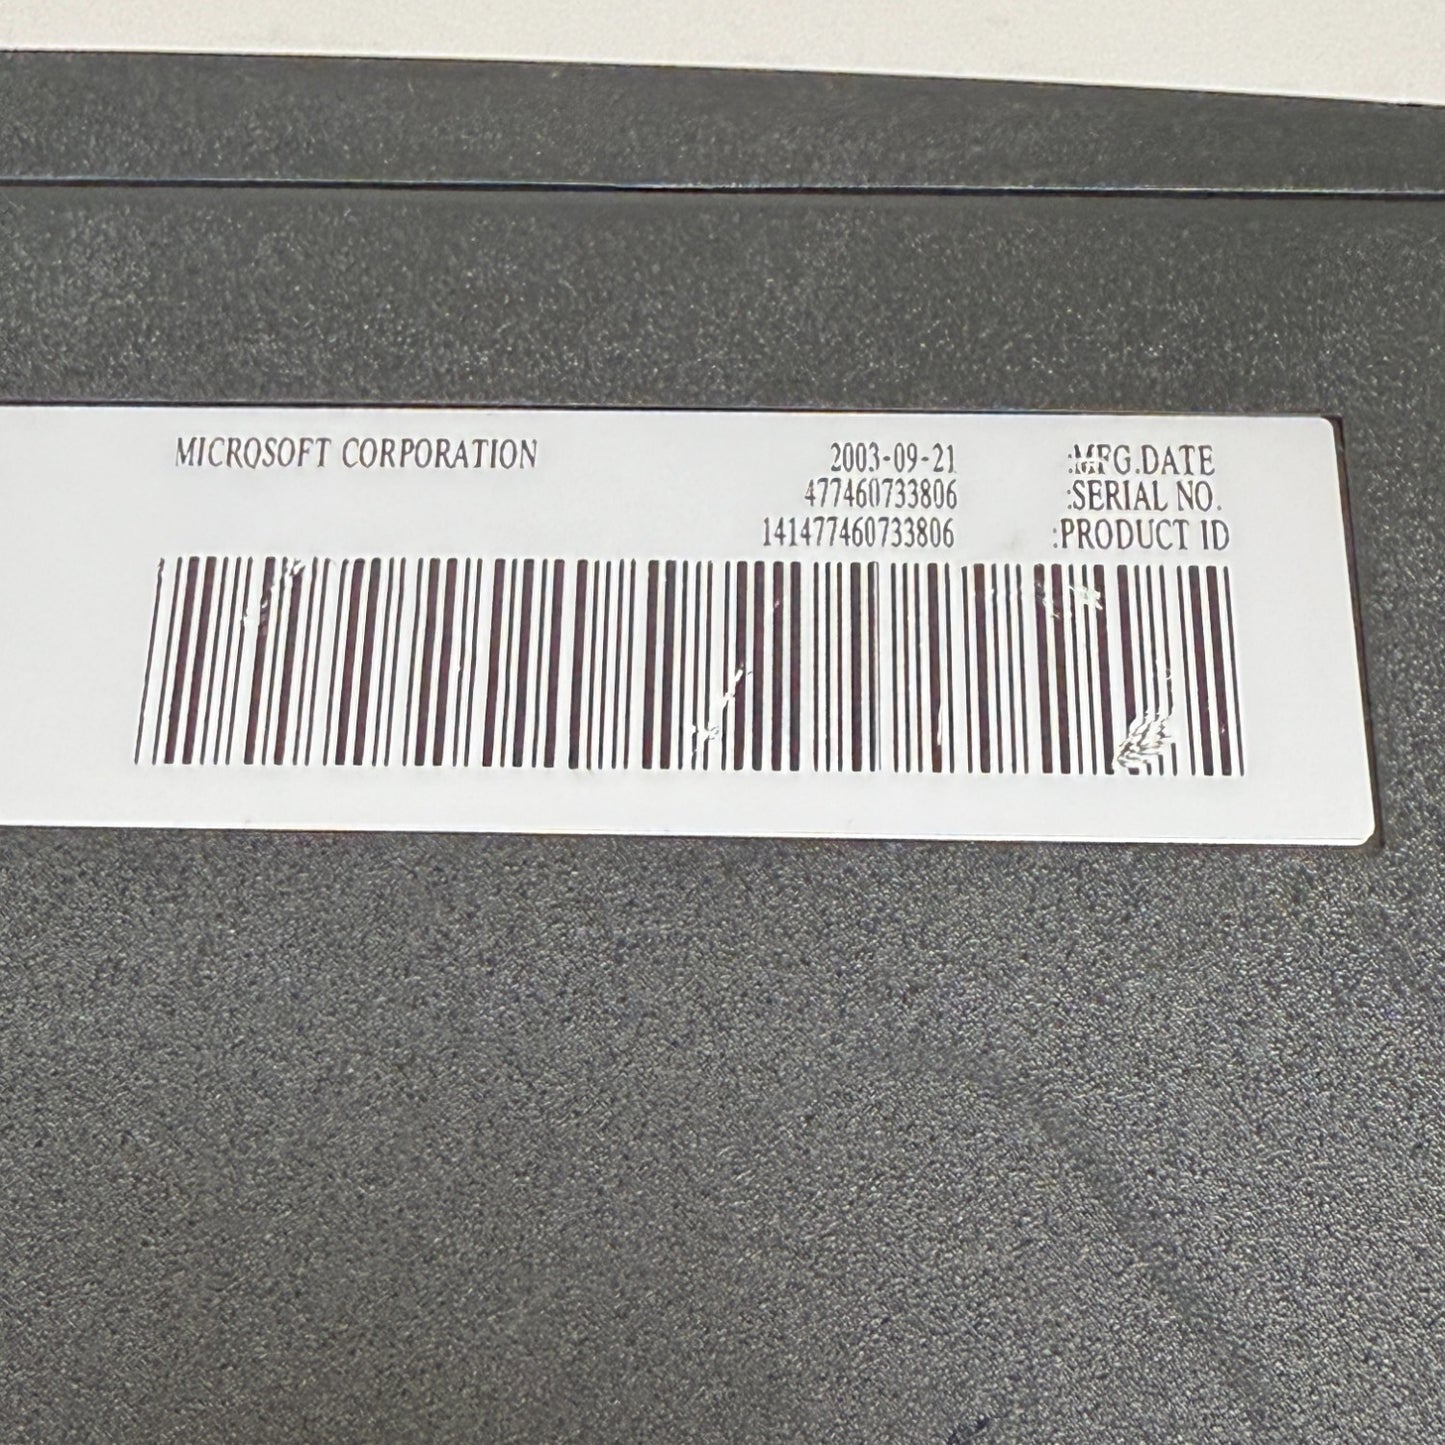 MICROSOFT CORPORATION
2003-09-21 :MFG.DATE
477460733806 :SERIAL NO.
141477460733806 :PRODUCT ID